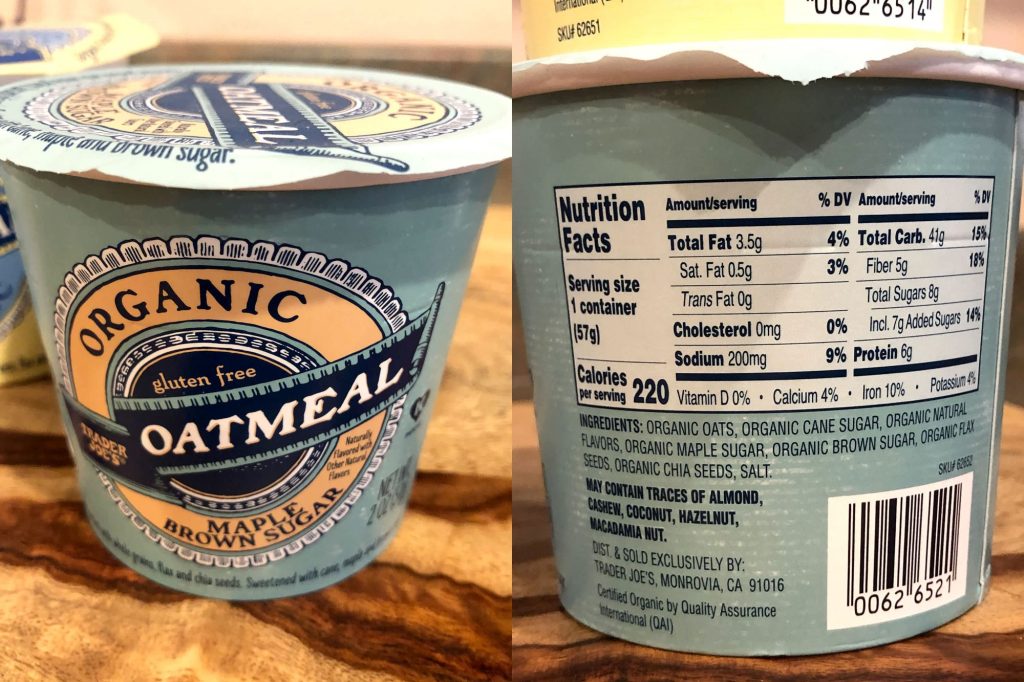 OATMEAL
maple and brown sugar.
ORGANIC
gluten free
OATMEAL
TRADER
JOE'S
Naturally
Flavored with
Other Natural
Flavors
MAPLE
BROWN SUGAR
flax and chia seeds. Sweetened with cane,
SKU# 62651
"0062"6514"
Nutrition
Facts
Serving size
1 container
(57g)
Calories
per serving 220
Amount/serving % DV
Total Fat 3.5g 4%
Sat. Fat 0.5g 3%
Trans Fat 0g
Cholesterol 0mg 0%
Sodium 200mg 9%
Amount/serving % DV
Total Carb. 41g 15%
Fiber 5g 18%
Total Sugars 8g
Incl. 7g Added Sugars 14%
Protein 6g
Vitamin D 0% • Calcium 4% • Iron 10% • Potassium 4%
INGREDIENTS: ORGANIC OATS, ORGANIC CANE SUGAR, ORGANIC NATURAL
FLAVORS, ORGANIC MAPLE SUGAR, ORGANIC BROWN SUGAR, ORGANIC FLAX
SEEDS, ORGANIC CHIA SEEDS, SALT.
SKU# 62652
MAY CONTAIN TRACES OF ALMOND,
CASHEW, COCONUT, HAZELNUT,
MACADAMIA NUT.
DIST. & SOLD EXCLUSIVELY BY:
TRADER JOE'S, MONROVIA, CA 91016
Certified Organic by Quality Assurance
International (QAI)
0062 6521